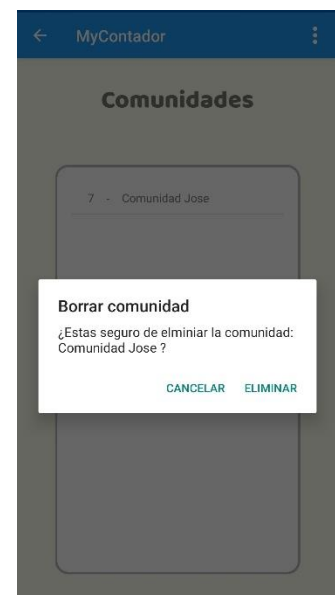 MyContador
Comunidades
7 - Comunidad Jose
Borrar comunidad
¿Estas seguro de elminiar la comunidad:
Comunidad Jose ?
CANCELAR ELIMINAR